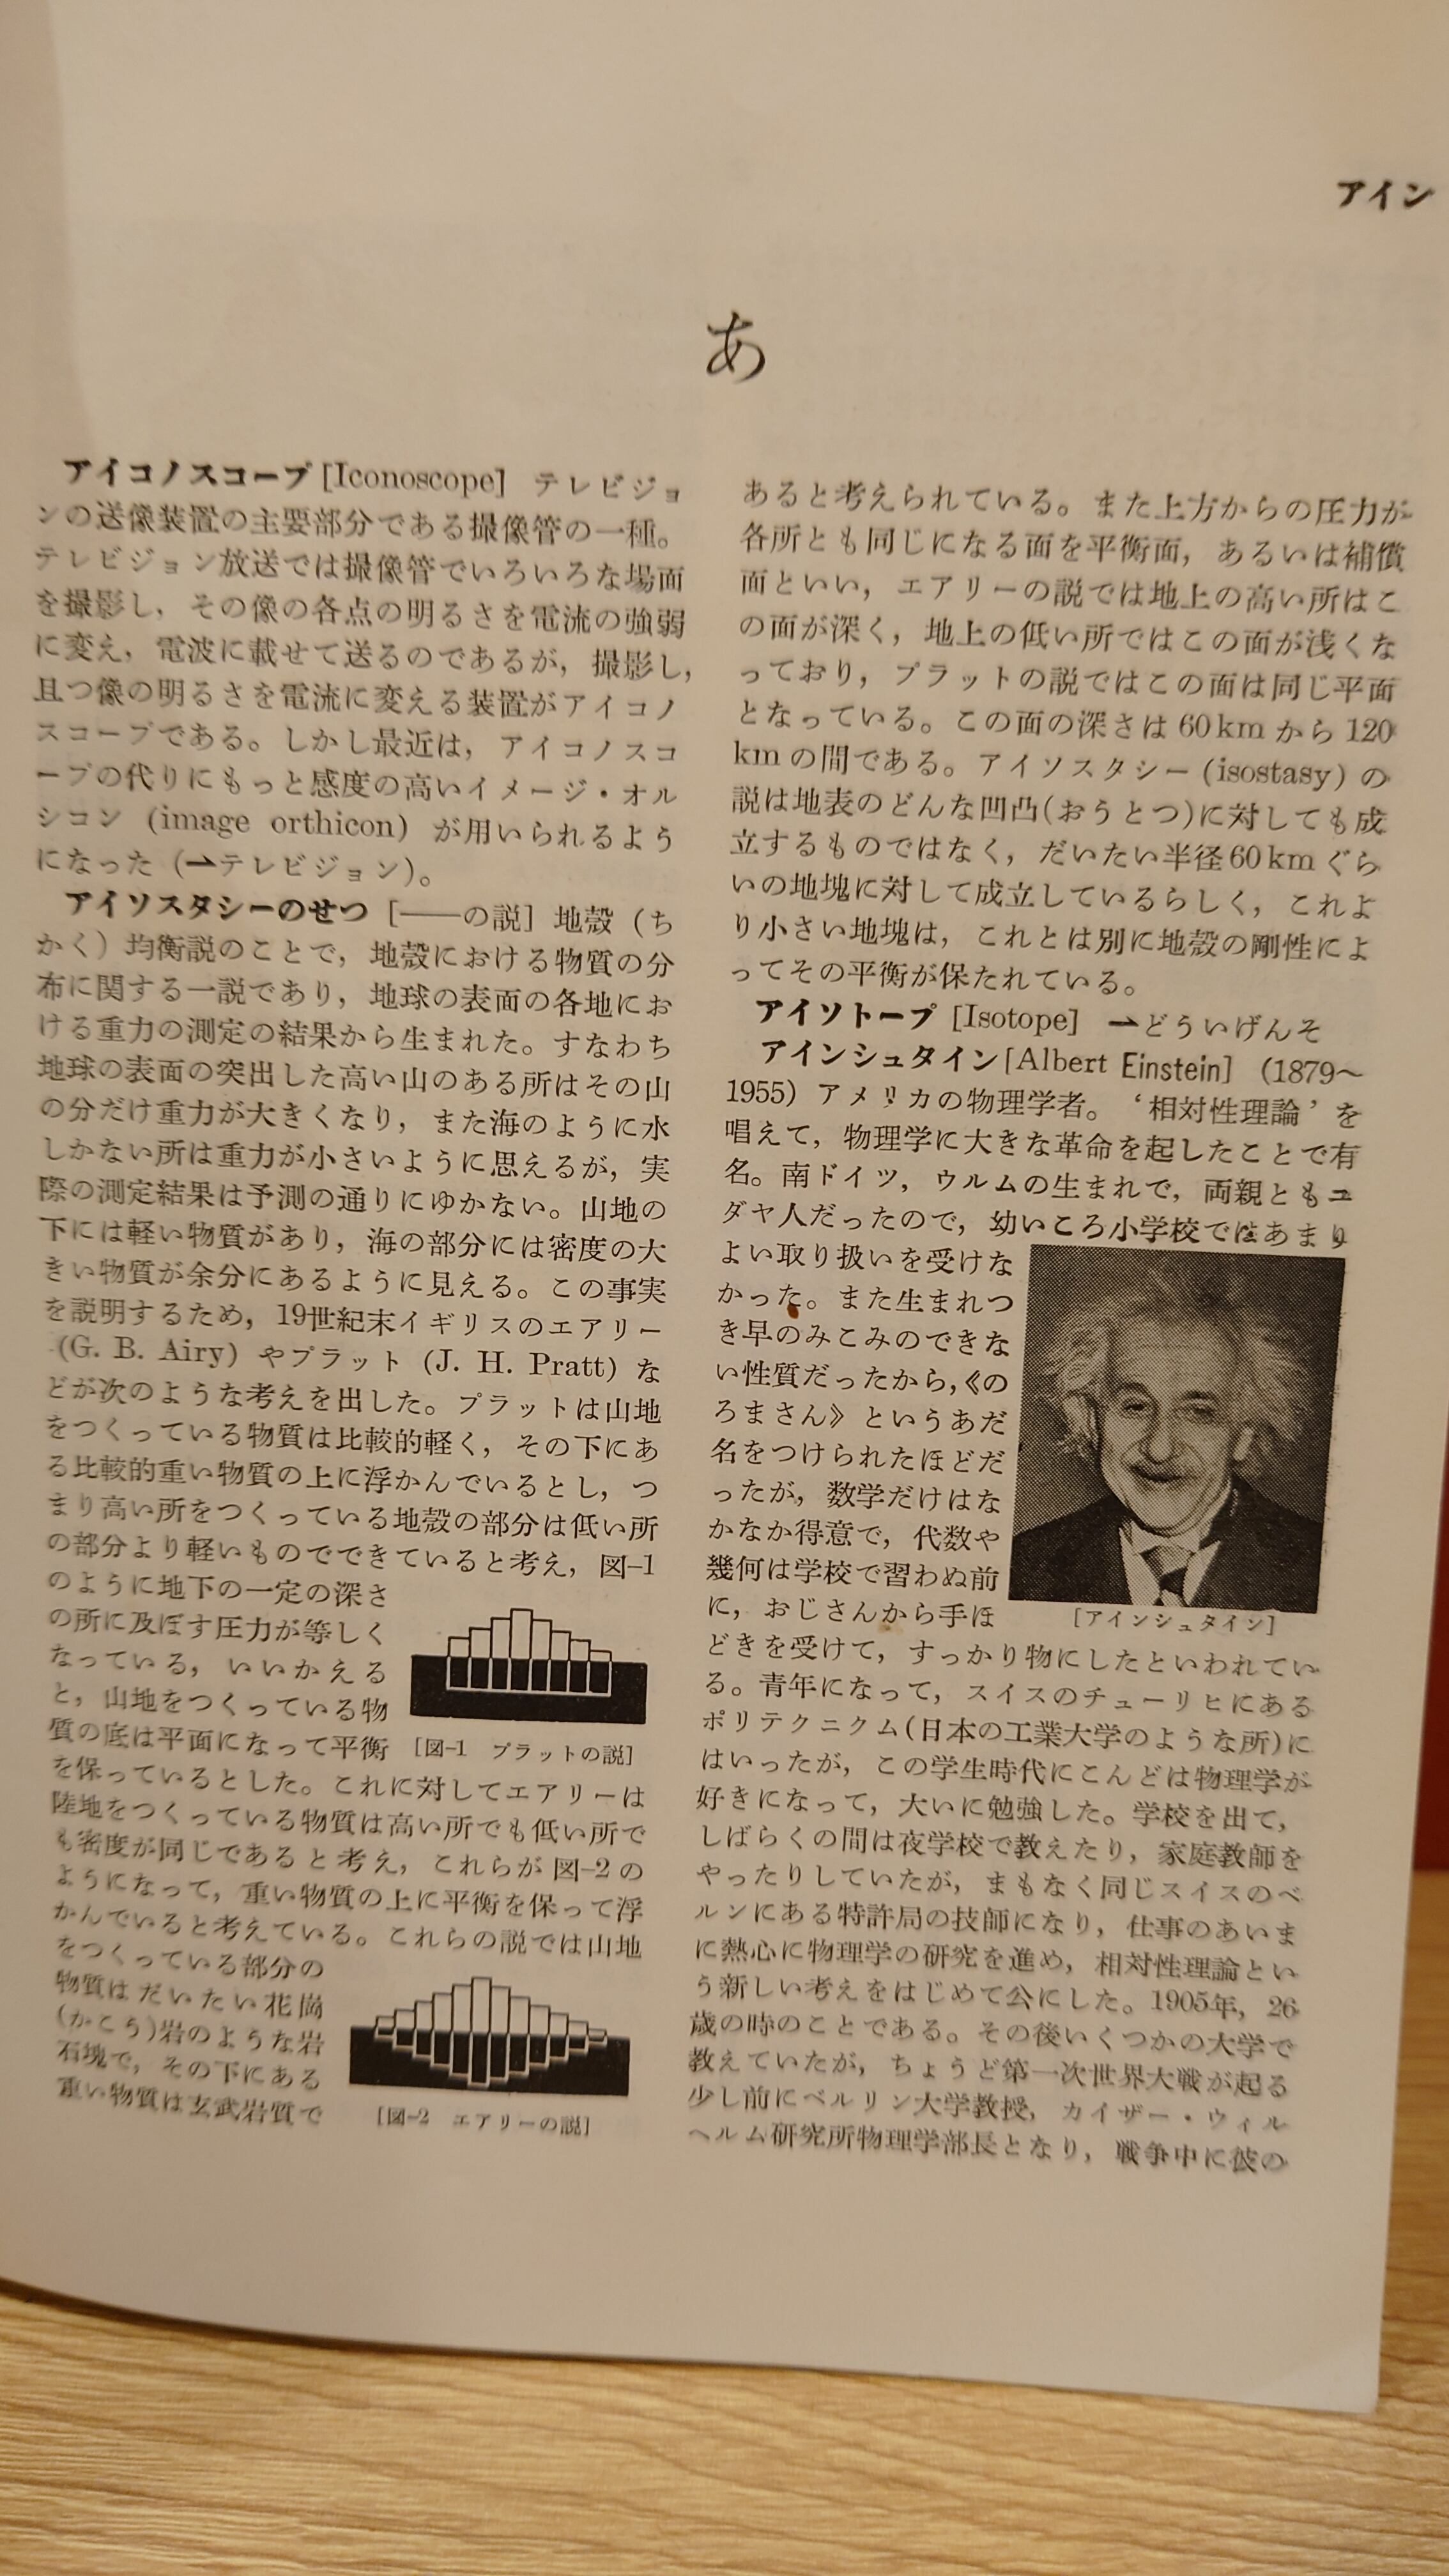 アイン
あ
アイコノスコープ [Iconoscope] テレビジョ
ンの送像装置の主要部分である撮像管の一種。
テレビジョン放送では撮像管でいろいろな場面
を撮影し，その像の各点の明るさを電流の強弱
に変え，電波に載せて送るのであるが，撮影し，
且つ像の明るさを電流に変える装置がアイコノ
スコープである。しかし最近は，アイコノスコ
ープの代りにもっと感度の高いイメージ・オル
シコン (image orthicon) が用いられるよう
になった (→テレビジョン)。
アイソスタシーのせつ [――の説] 地殻 (ち
かく) 均衡説のことで，地殻における物質の分
布に関する一説であり，地球の表面の各地にお
ける重力の測定の結果から生まれた。すなわち
地球の表面の突出した高い山のある所はその山
の分だけ重力が大きくなり，また海のように水
しかない所は重力が小さいように思えるが，実
際の測定結果は予測の通りにゆかない。山地の
下には軽い物質があり，海の部分には密度の大
きい物質が余分にあるように見える。この事実
を説明するため，19世紀末イギリスのエアリー
(G. B. Airy) やプラット (J. H. Pratt) な
どが次のような考えを出した。プラットは山地
をつくっている物質は比較的軽く，その下にあ
る比較的重い物質の上に浮かんでいるとし，つ
まり高い所をつくっている地殻の部分は低い所
の部分より軽いものでできていると考え，図-1
のように地下の一定の深さ
の所に及ぼす圧力が等しく
なっている，いいかえる
と，山地をつくっている物
質の底は平面になって平衡
[図-1 プラットの説]
を保っているとした。これに対してエアリーは
陸地をつくっている物質は高い所でも低い所で
も密度が同じであると考え，これらが図-2の
ようになって，重い物質の上に平衡を保って浮
かんでいると考えている。これらの説では山地
をつくっている部分の
物質はだいたい花崗
(かこう)岩のような岩
石塊で，その下にある
重い物質は玄武岩質で
[図-2 エアリーの説]
あると考えられている。また上方からの圧力が
各所とも同じになる面を平衡面，あるいは補償
面といい，エアリーの説では地上の高い所はこ
の面が深く，地上の低い所ではこの面が浅くな
っており，プラットの説ではこの面は同じ平面
となっている。この面の深さは60kmから120
kmの間である。アイソスタシー(isostasy) の
説は地表のどんな凹凸(おうとつ)に対しても成
立するものではなく，だいたい半径60kmぐら
いの地塊に対して成立しているらしく，これよ
り小さい地塊は，これとは別に地殻の剛性によ
ってその平衡が保たれている。
アイソトープ [Isotope] →どういげんそ
アインシュタイン[Albert Einstein] (1879～
1955) アメリカの物理学者。‘相対性理論’を
唱えて，物理学に大きな革命を起したことで有
名。南ドイツ，ウルムの生まれで，両親ともユ
ダヤ人だったので，幼いころ小学校ではあまり
よい取り扱いを受けな
かった。また生まれつ
き早のみこみのできな
い性質だったから，《の
ろまさん》というあだ
名をつけられたほどだ
ったが，数学だけはな
かなか得意で，代数や
幾何は学校で習わぬ前
に，おじさんから手ほ
[アインシュタイン]
どきを受けて，すっかり物にしたといわれてい
る。青年になって，スイスのチューリヒにある
ポリテクニクム(日本の工業大学のような所)に
はいったが，この学生時代にこんどは物理学が
好きになって，大いに勉強した。学校を出て，
しばらくの間は夜学校で教えたり，家庭教師を
やったりしていたが，まもなく同じスイスのベ
ルンにある特許局の技師になり，仕事のあいま
に熱心に物理学の研究を進め，相対性理論とい
う新しい考えをはじめて公にした。1905年，26
歳の時のことである。その後いくつかの大学で
教えていたが，ちょうど第一次世界大戦が起る
少し前にベルリン大学教授，カイザー・ウィル
ヘルム研究所物理学部長となり，戦争中に彼の